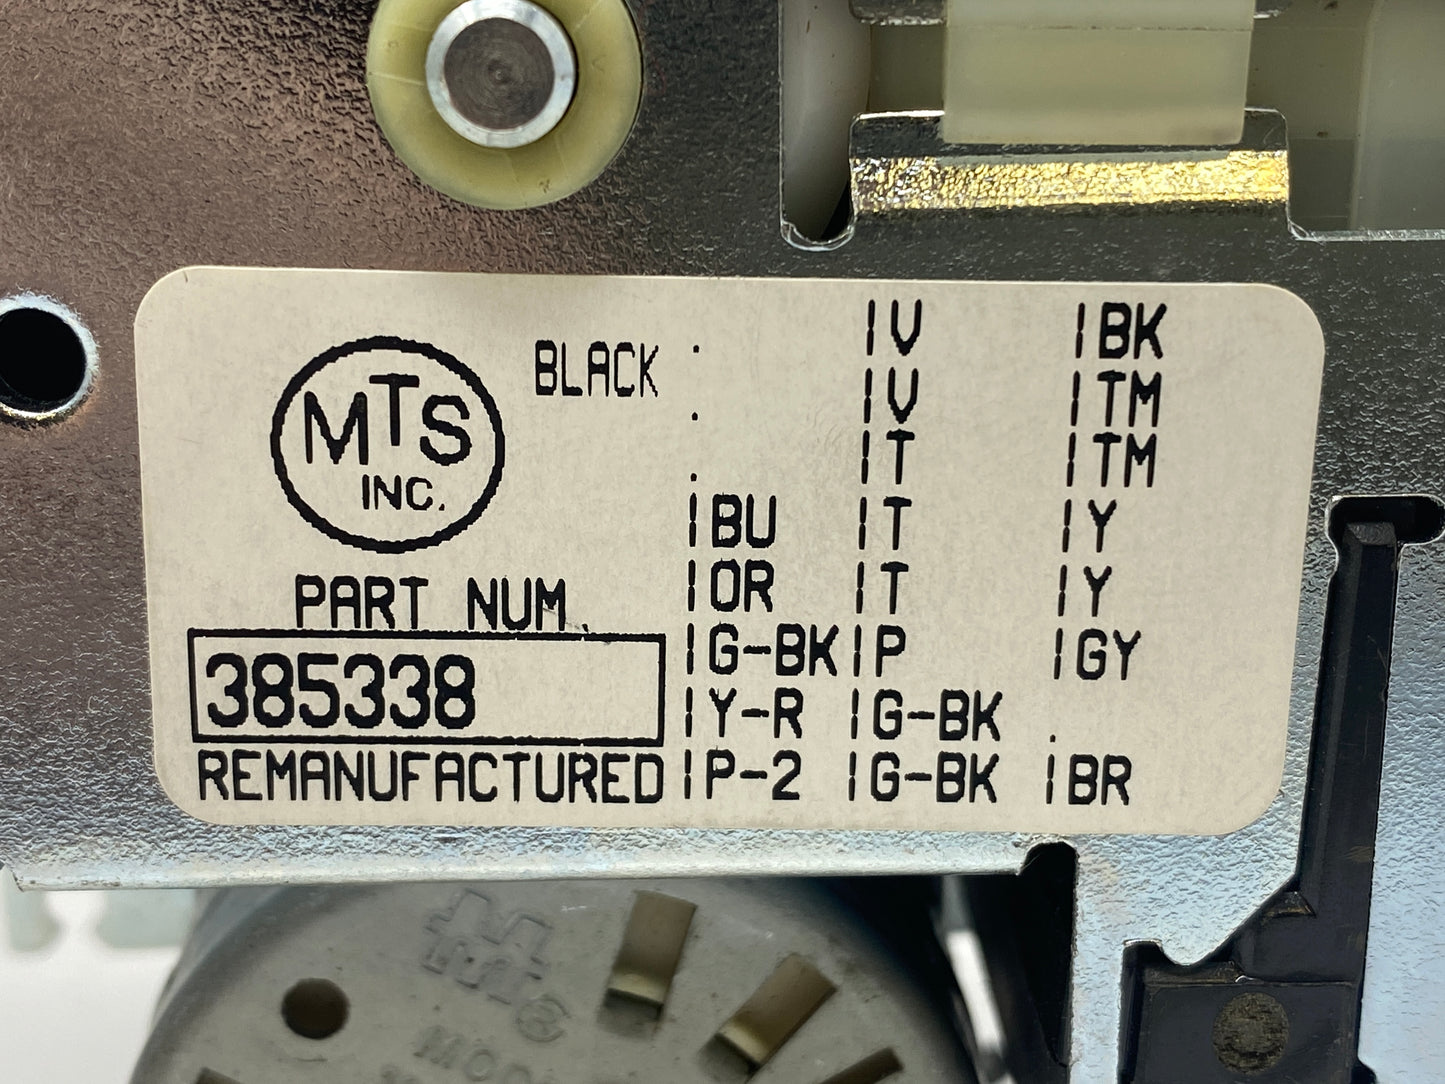 MTS
INC.
BLACK
PART NUM.
385338
REMANUFACTURED
: |V |BK
. |V |TM
. |T |TM
|BU |T |Y
|OR |T |Y
|G-BK |P |GY
|Y-R |G-BK .
|P-2 |G-BK |BR